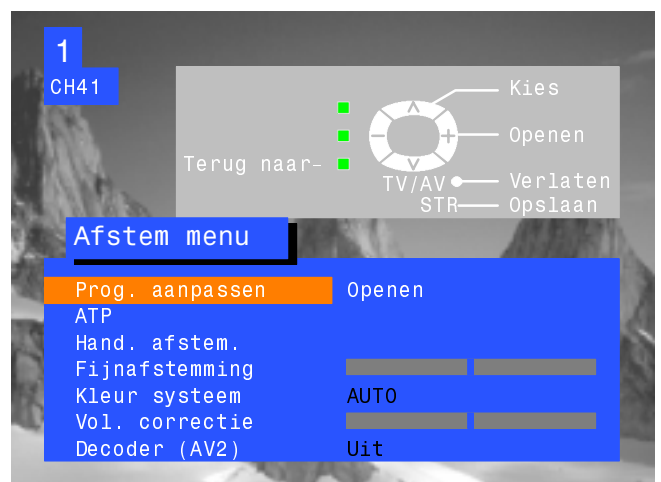 1
CH41
Kies
Openen
Terug naar-
TV/AV Verlaten
STR Opslaan
Afstem menu
Prog. aanpassen Openen
ATP
Hand. afstem.
Fijnafstemming
Kleur systeem AUTO
Vol. correctie
Decoder (AV2) Uit